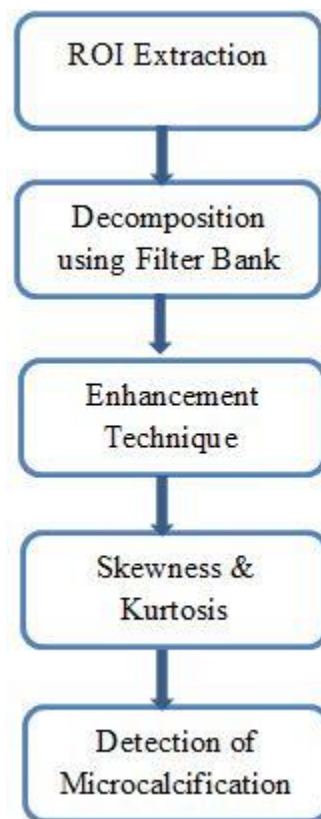 ROI Extraction
Decomposition
using Filter Bank
Enhancement
Technique
Skewness &
Kurtosis
Detection of
Microcalcification